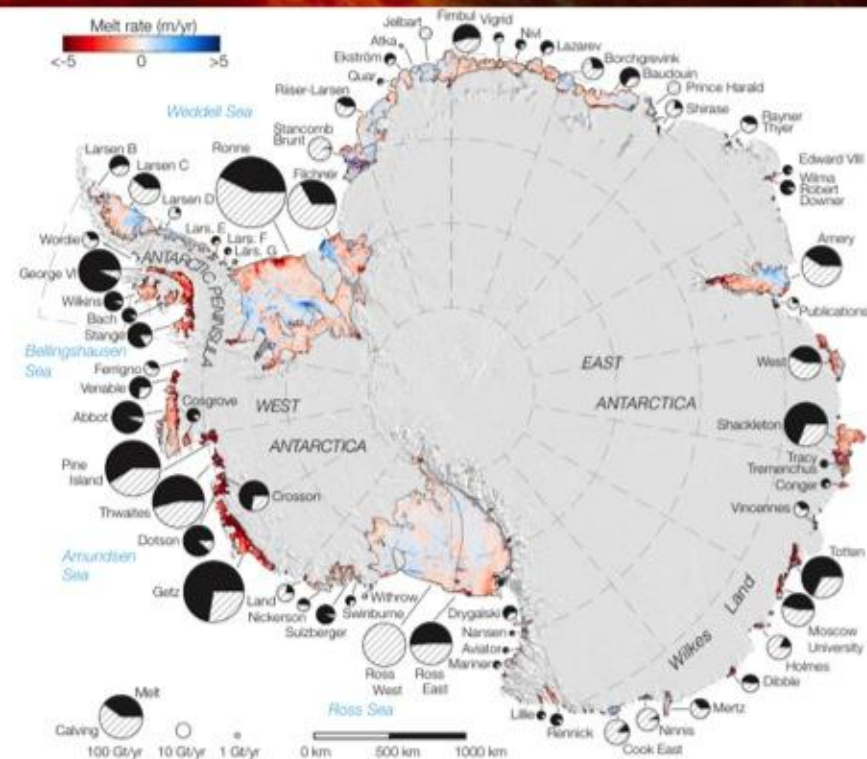 Melt rate (m/yr)
<-5
0
>5
Jelbart
Fimbul
Vigrid
Nivl
Lazarev
Atka
Ekström
Quar
Borchgrevink
Baudouin
Prince Harald
Shirase
Riiser-Larsen
Weddell Sea
Stancomb
Brunt
Rayner
Thyer
Ronne
Filchner
Larsen B
Larsen C
Larsen D
Edward VIII
Wilma
Robert
Downer
Lars. E
Lars. F
Lars. G
Wordie
George VI
ANTARCTIC PENINSULA
Amery
Wilkins
Bach
Stange
Publications
Bellingshausen
Sea
Ferrigno
Venable
Abbot
Cosgrove
WEST
ANTARCTICA
EAST
ANTARCTICA
West
Shackleton
Pine
Island
Tracy
Tremenchus
Conger
Thwaites
Crosson
Vincennes
Dotson
Amundsen
Sea
Getz
Totten
Moscow
University
Wilkes Land
Holmes
Dibble
Land
Nickerson
Sulzberger
Swinburne
Withrow
Ross
West
Ross
East
Drygalski
Nansen
Aviator
Mariner
Ross Sea
Lillie
Rennick
Cook East
Ninnis
Mertz
Melt
Calving
100 Gt/yr
10 Gt/yr
1 Gt/yr
0 km
500 km
1000 km